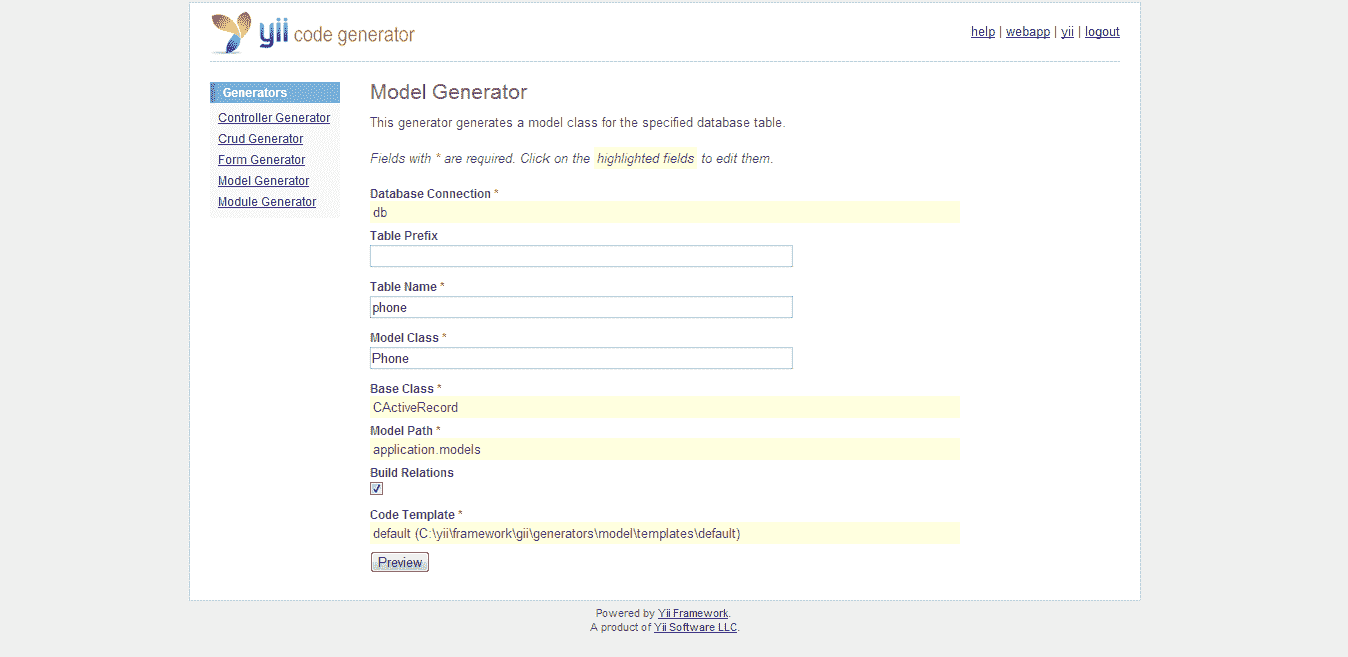 yii code generator
help | webapp | yii | logout
Generators
Controller Generator
Crud Generator
Form Generator
Model Generator
Module Generator
Model Generator
This generator generates a model class for the specified database table.
Fields with * are required. Click on the highlighted fields to edit them.
Database Connection *
db
Table Prefix
Table Name *
phone
Model Class *
Phone
Base Class *
CActiveRecord
Model Path *
application.models
Build Relations
Code Template *
default (C:\yii\framework\gii\generators\model\templates\default)
Preview
Powered by Yii Framework.
A product of Yii Software LLC.